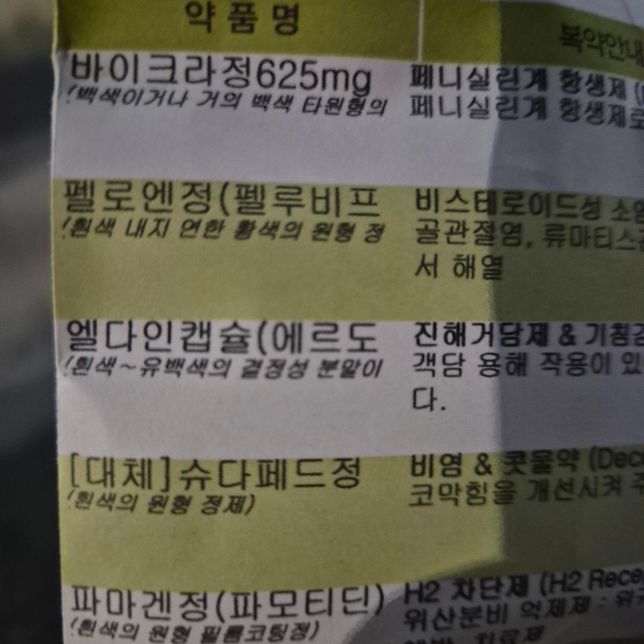 약품명
복약안내
바이크라정625mg
(백색이거나 거의 백색 타원형의
페니실린계 항생제
페니실린계 항생제로
펠로엔정(펠루비프
(흰색 내지 연한 황색의 원형 정
비스테로이드성 소염
골관절염, 류마티스
서 해열
엘다인캡슐(에르도
(흰색~유백색의 결정성 분말이
진해거담제 & 기침감
객담 용해 작용이 있
다.
[대체]슈다페드정
(흰색의 원형 정제)
비염 & 콧물약 (Deco
코막힘을 개선시켜 주
파마겐정(파모티딘)
(흰색의 원형 필름코팅정)
H2 차단제 (H2 Rece
위산분비 억제제 : 위